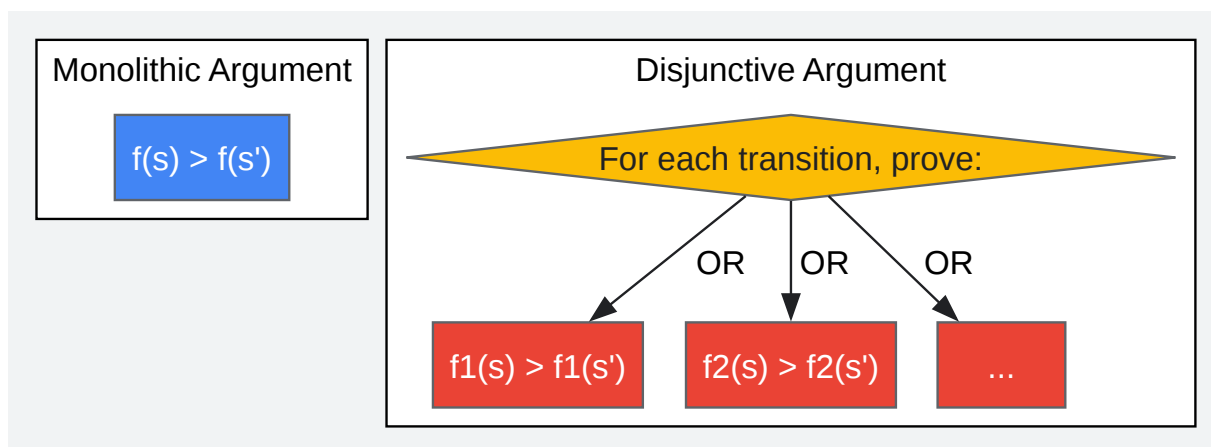 Monolithic Argument
f(s) > f(s')
Disjunctive Argument
For each transition, prove:
OR
OR
OR
f1(s) > f1(s')
f2(s) > f2(s')
...